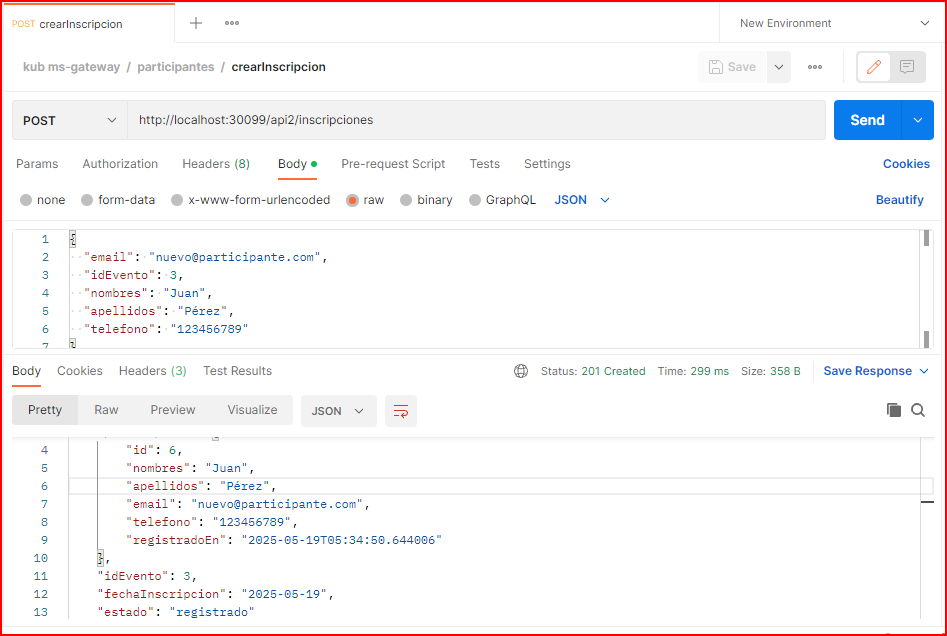 POST crearInscripcion
New Environment
kub ms-gateway / participantes / crearInscripcion
Save
POST
http://localhost:30099/api2/inscripciones
Send
Params Authorization Headers (8) Body Pre-request Script Tests Settings Cookies
none form-data x-www-form-urlencoded raw binary GraphQL JSON Beautify
1 {
2 "email": "nuevo@participante.com",
3 "idEvento": 3,
4 "nombres": "Juan",
5 "apellidos": "Pérez",
6 "telefono": "123456789"
7 }
Body Cookies Headers (3) Test Results Status: 201 Created Time: 299 ms Size: 358 B Save Response
Pretty Raw Preview Visualize JSON
4 "id": 6,
5 "nombres": "Juan",
6 "apellidos": "Pérez",
7 "email": "nuevo@participante.com",
8 "telefono": "123456789",
9 "registradoEn": "2025-05-19T05:34:50.644006"
10 },
11 "idEvento": 3,
12 "fechaInscripcion": "2025-05-19",
13 "estado": "registrado"